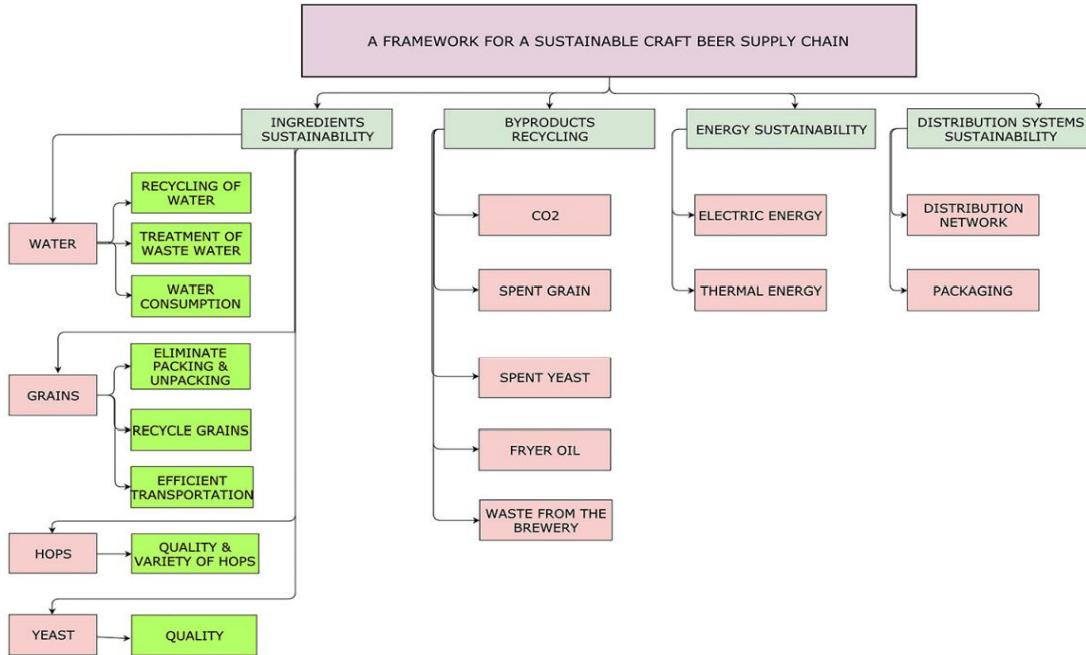 A FRAMEWORK FOR A SUSTAINABLE CRAFT BEER SUPPLY CHAIN
INGREDIENTS
SUSTAINABILITY
WATER
RECYCLING OF
WATER
TREATMENT OF
WASTE WATER
WATER
CONSUMPTION
GRAINS
ELIMINATE
PACKING &
UNPACKING
RECYCLE GRAINS
EFFICIENT
TRANSPORTATION
HOPS
QUALITY &
VARIETY OF HOPS
YEAST
QUALITY
BYPRODUCTS
RECYCLING
CO2
SPENT GRAIN
SPENT YEAST
FRYER OIL
WASTE FROM THE
BREWERY
ENERGY SUSTAINABILITY
ELECTRIC ENERGY
THERMAL ENERGY
DISTRIBUTION SYSTEMS
SUSTAINABILITY
DISTRIBUTION
NETWORK
PACKAGING